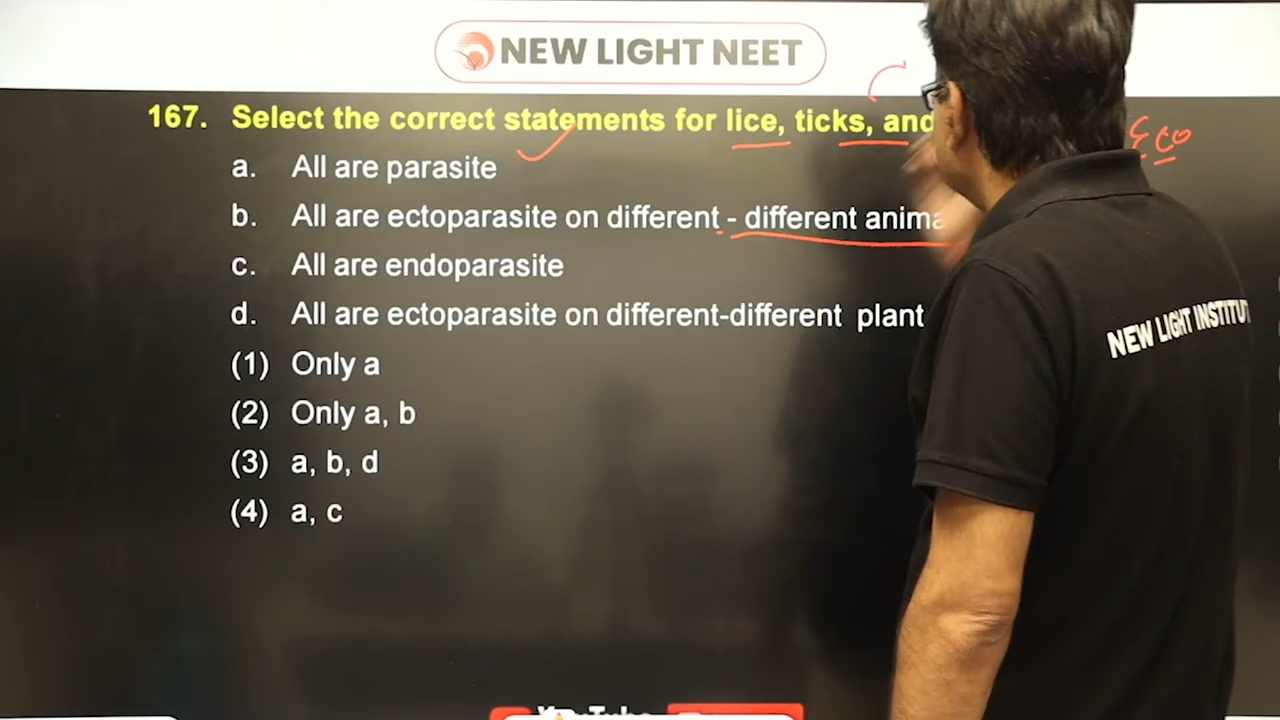 NEW LIGHT NEET
167. Select the correct statements for lice, ticks, and
Eco
a. All are parasite
b. All are ectoparasite on different - different anima
c. All are endoparasite
d. All are ectoparasite on different-different plant
NEW LIGHT INSTITUT
(1) Only a
(2) Only a, b
(3) a, b, d
(4) a, c